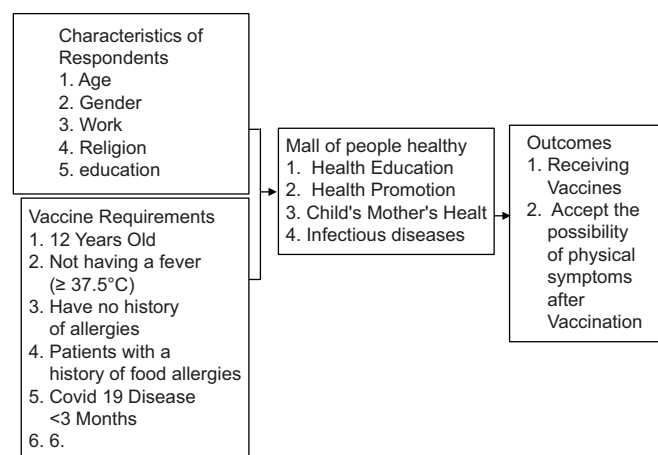 Characteristics of
Respondents
1. Age
2. Gender
3. Work
4. Religion
5. education
Vaccine Requirements
1. 12 Years Old
2. Not having a fever
(≥ 37.5°C)
3. Have no history
of allergies
4. Patients with a
history of food allergies
5. Covid 19 Disease
<3 Months
6. 6.
Mall of people healthy
1. Health Education
2. Health Promotion
3. Child's Mother's Healt
4. Infectious diseases
Outcomes
1. Receiving
Vaccines
2. Accept the
possibility
of physical
symptoms
after
Vaccination